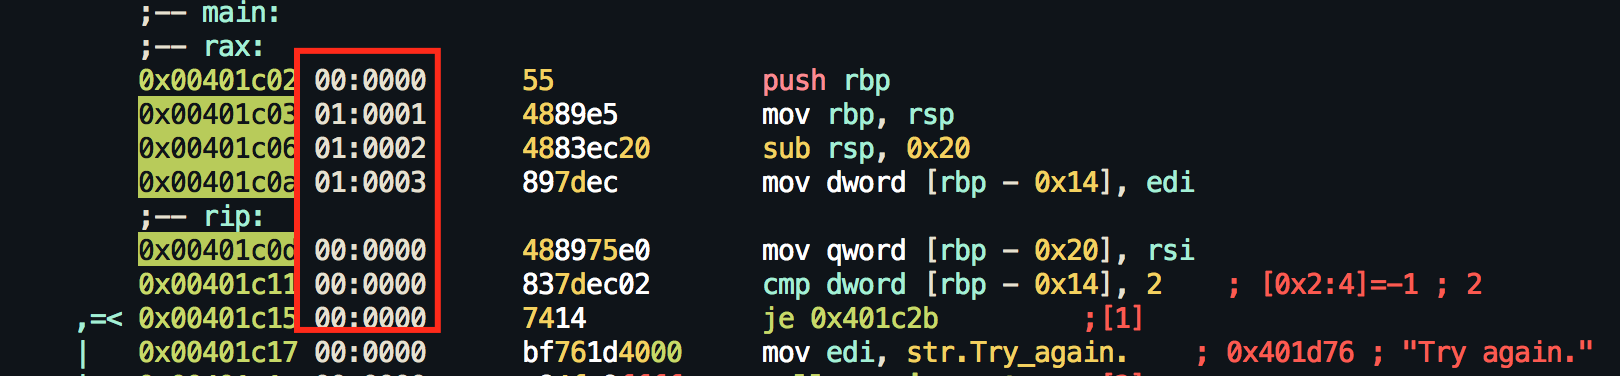 ;-- main:
;-- rax:
0x00401c02 00:0000 55 push rbp
0x00401c03 01:0001 4889e5 mov rbp, rsp
0x00401c06 01:0002 4883ec20 sub rsp, 0x20
0x00401c0a 01:0003 897dec mov dword [rbp - 0x14], edi
;-- rip:
0x00401c0d 00:0000 488975e0 mov qword [rbp - 0x20], rsi
0x00401c11 00:0000 837dec02 cmp dword [rbp - 0x14], 2 ; [0x2:4]=-1 ; 2
,=< 0x00401c15 00:0000 7414 je 0x401c2b ;[1]
| 0x00401c17 00:0000 bf761d4000 mov edi, str.Try_again. ; 0x401d76 ; "Try again."